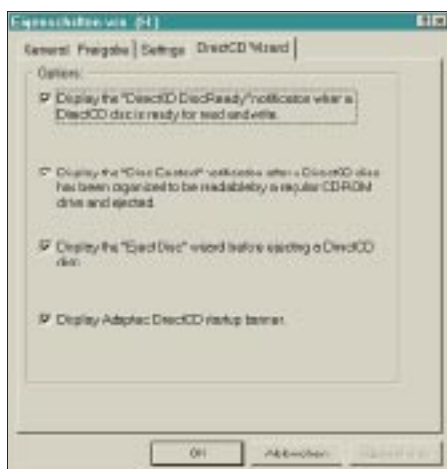 Eigenschaften von (H:)
General Freigabe Settings DirectCD Wizard
Options:
Display the "DirectCD Disc Ready" notification when a
DirectCD disc is ready for read and write.
Display the "Disc Ejected" notification after a DirectCD disc
has been organized to be readable by a regular CD-ROM
drive and ejected.
Display the "Eject Disc" wizard before ejecting a DirectCD
disc.
Display Adaptec DirectCD startup banner.
OK Abbrechen